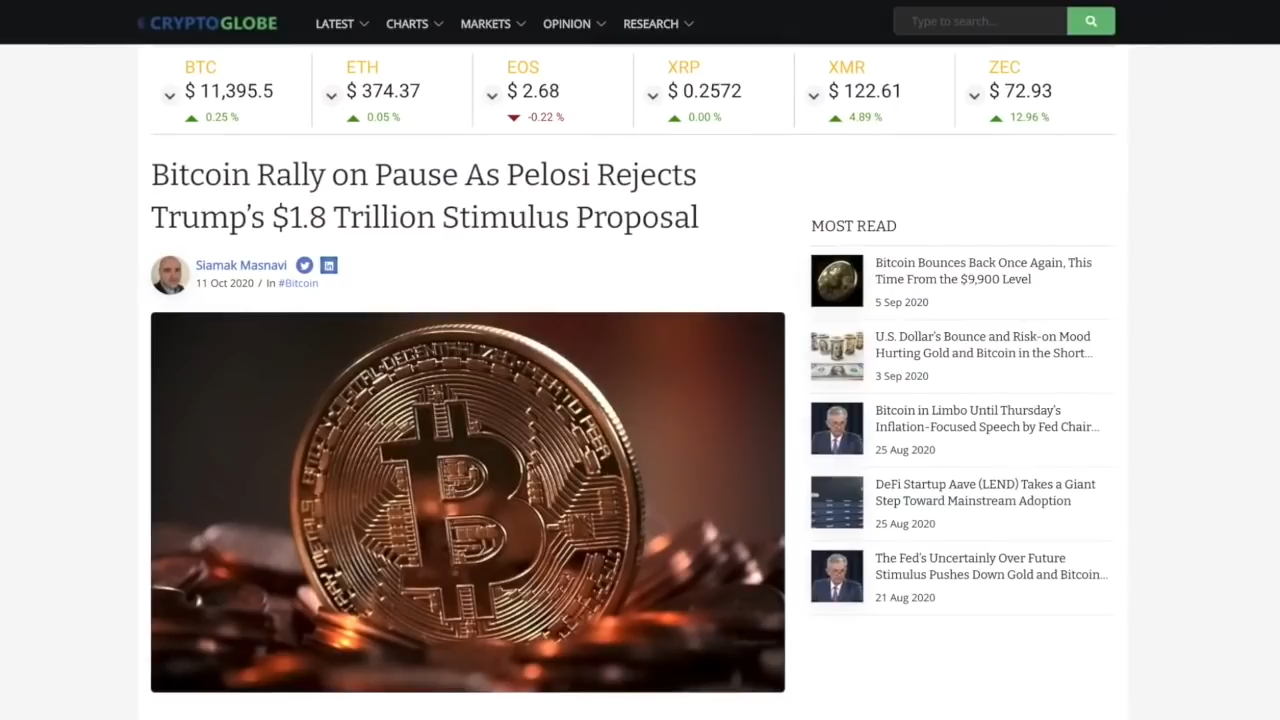 CRYPTOGLOBE
LATEST CHARTS MARKETS OPINION RESEARCH
Type to search...
BTC ETH EOS XRP XMR ZEC
$ 11,395.5 $ 374.37 $ 2.68 $ 0.2572 $ 122.61 $ 72.93
0.25 % 0.05 % -0.22 % 0.00 % 4.89 % 12.96 %
Bitcoin Rally on Pause As Pelosi Rejects
Trump’s $1.8 Trillion Stimulus Proposal
Siamak Masnavi
11 Oct 2020 / In #Bitcoin
MOST READ
Bitcoin Bounces Back Once Again, This
Time From the $9,900 Level
5 Sep 2020
U.S. Dollar’s Bounce and Risk-on Mood
Hurting Gold and Bitcoin in the Short...
3 Sep 2020
Bitcoin in Limbo Until Thursday’s
Inflation-Focused Speech by Fed Chair...
25 Aug 2020
DeFi Startup Aave (LEND) Takes a Giant
Step Toward Mainstream Adoption
25 Aug 2020
The Fed’s Uncertainly Over Future
Stimulus Pushes Down Gold and Bitcoin...
21 Aug 2020